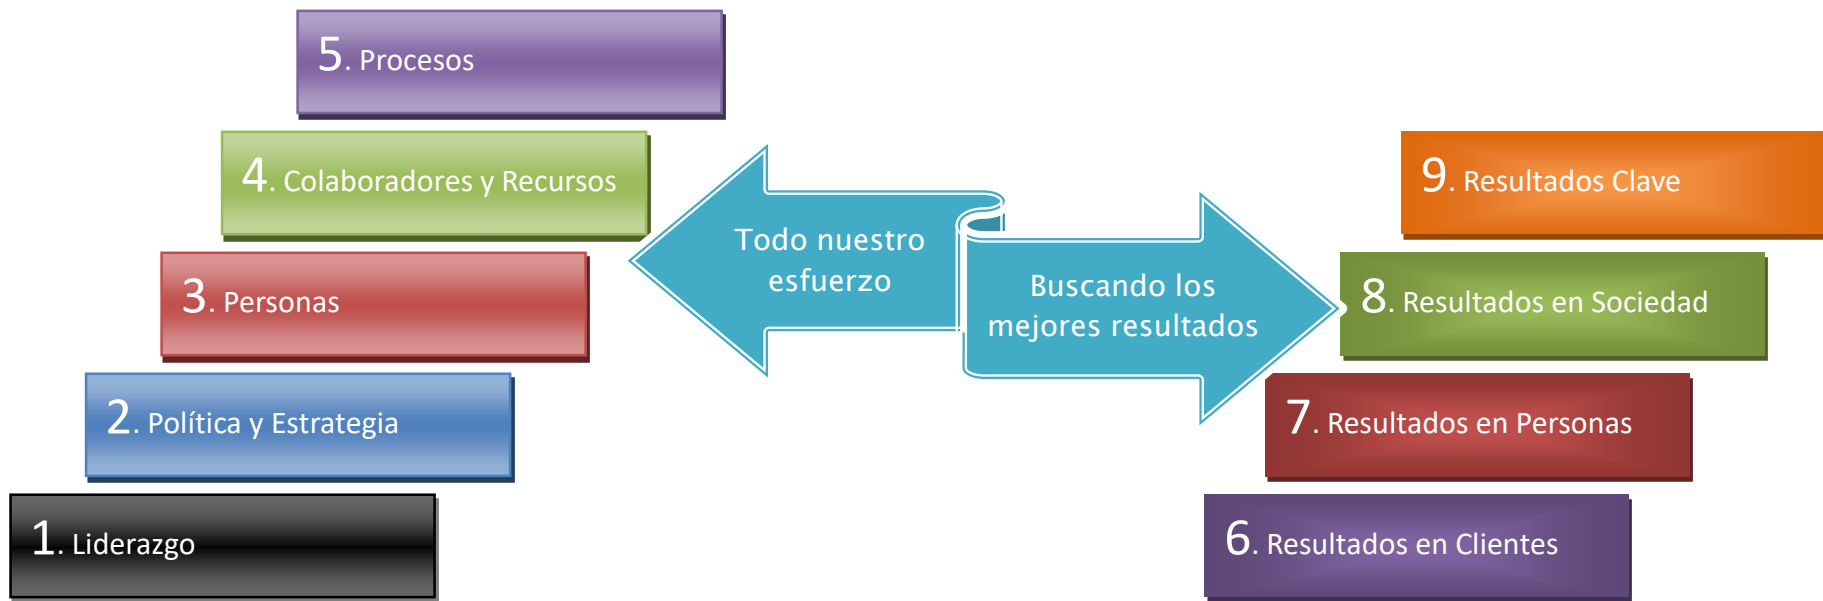 5. Procesos
4. Colaboradores y Recursos
3. Personas
2. Política y Estrategia
1. Liderazgo
Todo nuestro
esfuerzo
Buscando los
mejores resultados
9. Resultados Clave
8. Resultados en Sociedad
7. Resultados en Personas
6. Resultados en Clientes